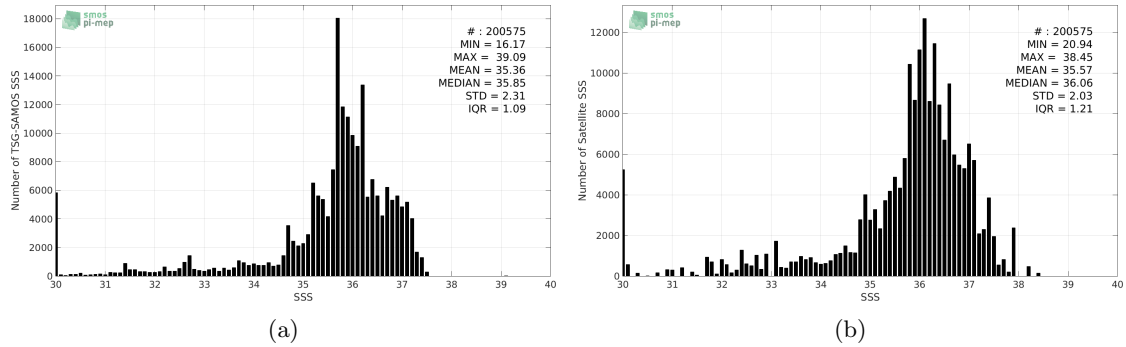 smos
pi-mep
# : 200575
MIN = 16.17
MAX = 39.09
MEAN = 35.36
MEDIAN = 35.85
STD = 2.31
IQR = 1.09
Number of TSG-SAMOS SSS
18000
16000
14000
12000
10000
8000
6000
4000
2000
0
30 31 32 33 34 35 36 37 38 39 40
SSS
(a)
smos
pi-mep
# : 200575
MIN = 20.94
MAX = 38.45
MEAN = 35.57
MEDIAN = 36.06
STD = 2.03
IQR = 1.21
Number of Satellite SSS
12000
10000
8000
6000
4000
2000
0
30 31 32 33 34 35 36 37 38 39 40
SSS
(b)